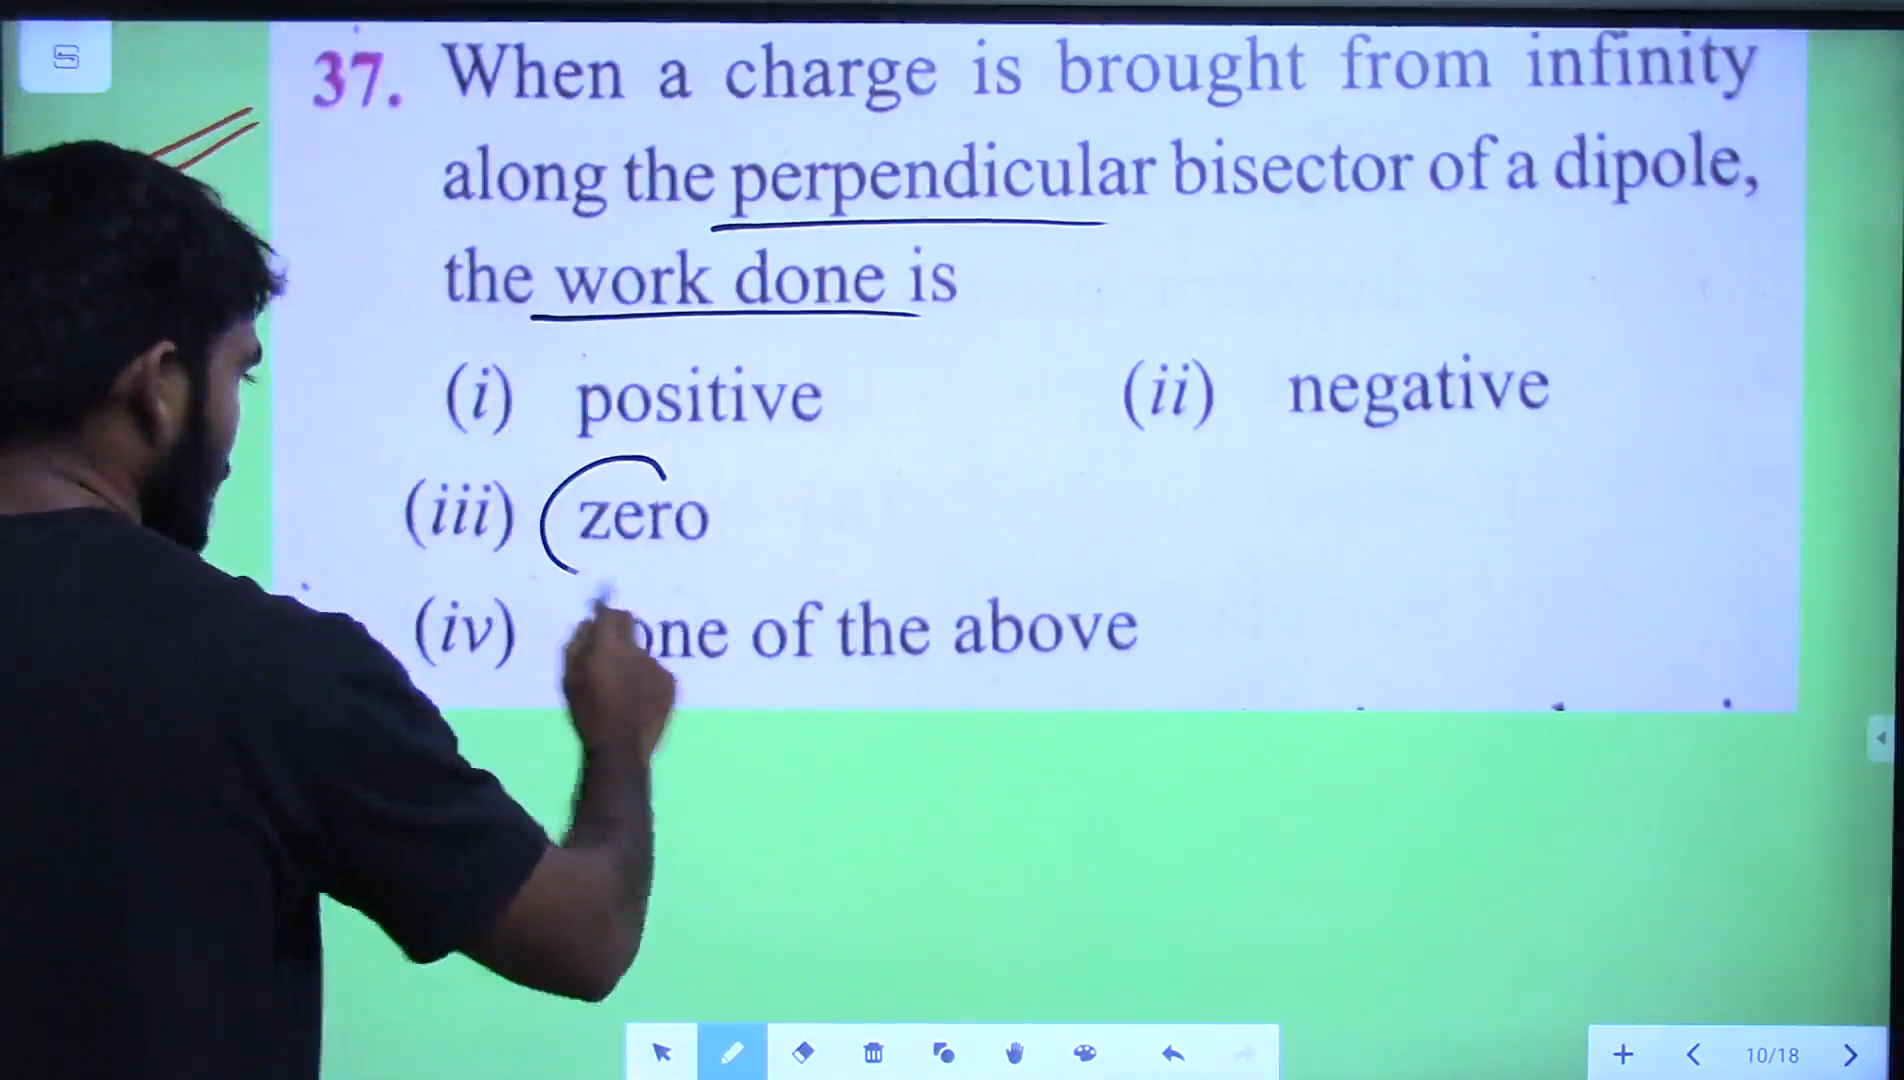 37. When a charge is brought from infinity
along the perpendicular bisector of a dipole,
the work done is
(i) positive (ii) negative
(iii) zero
(iv) of the above
10/18